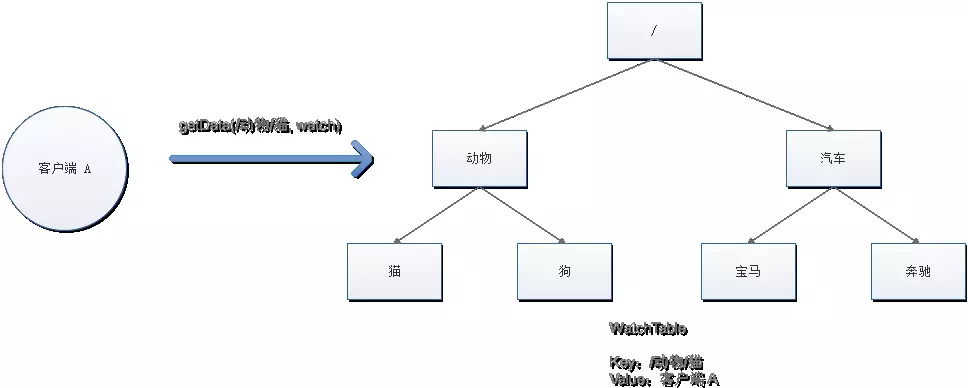 /
getData(/动物/猫, watch)
客户端 A
动物
汽车
猫
狗
宝马
奔驰
WatchTable
Key：/动物/猫
Value：客户端 A